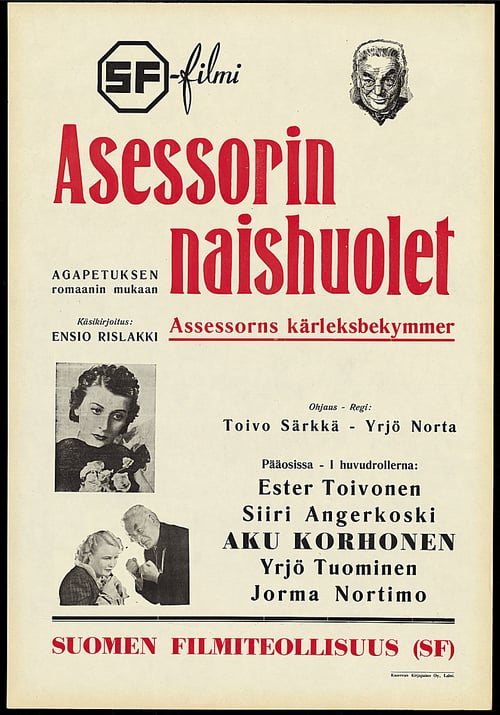 SF-filmi
Asessorin
naishuolet
AGAPETUKSEN
romaanin mukaan
Käsikirjoitus:
ENSIO RISLAKKI
Assessorns kärleksbekymmer
Ohjaus - Regi:
Toivo Särkkä - Yrjö Norta
Pääosissa - I huvudrollerna:
Ester Toivonen
Siiri Angerkoski
AKU KORHONEN
Yrjö Tuominen
Jorma Nortimo
SUOMEN FILMITEOLLISUUS (SF)